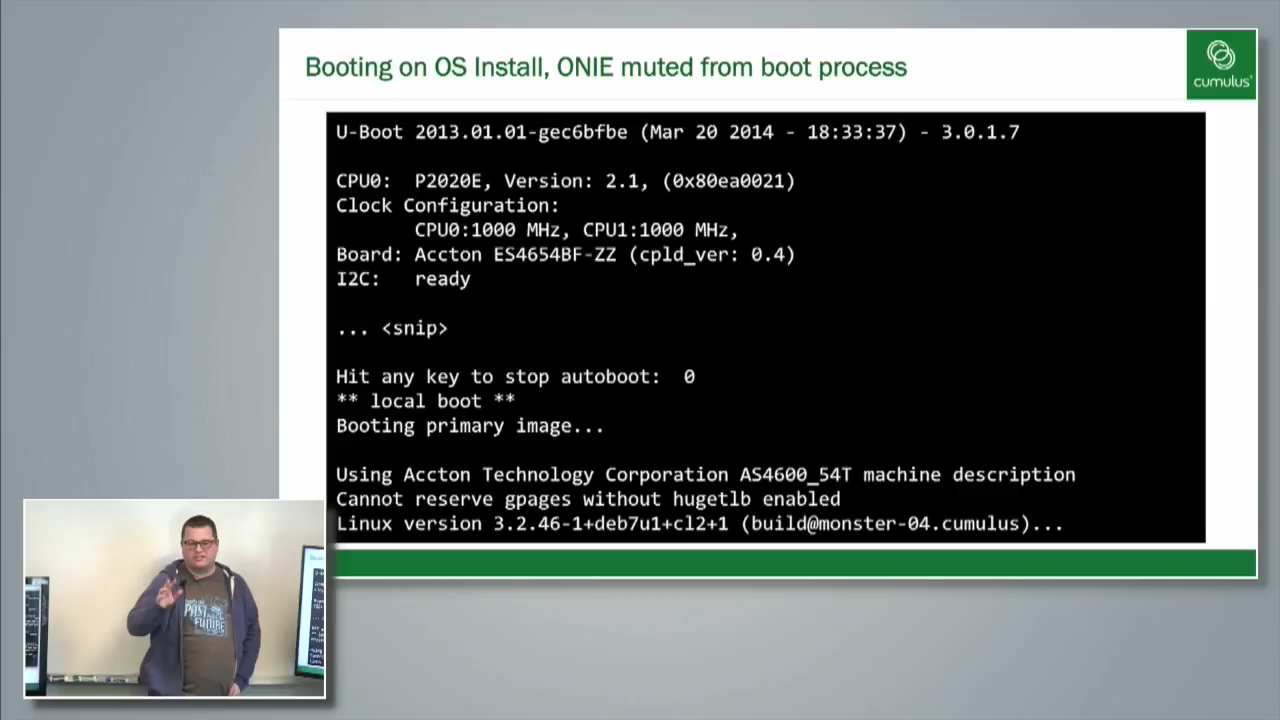 Booting on OS Install, ONIE muted from boot process
cumulus
U-Boot 2013.01.01-gec6bfbe (Mar 20 2014 - 18:33:37) - 3.0.1.7
CPU0:  P2020E, Version: 2.1, (0x80ea0021)
Clock Configuration:
CPU0:1000 MHz, CPU1:1000 MHz,
Board: Accton ES4654BF-ZZ (cpld_ver: 0.4)
I2C:   ready
... <snip>
Hit any key to stop autoboot:  0
** local boot **
Booting primary image...
Using Accton Technology Corporation AS4600_54T machine description
Cannot reserve gpages without hugetlb enabled
Linux version 3.2.46-1+deb7u1+cl2+1 (build@monster-04.cumulus)...
PAST
FUTURE